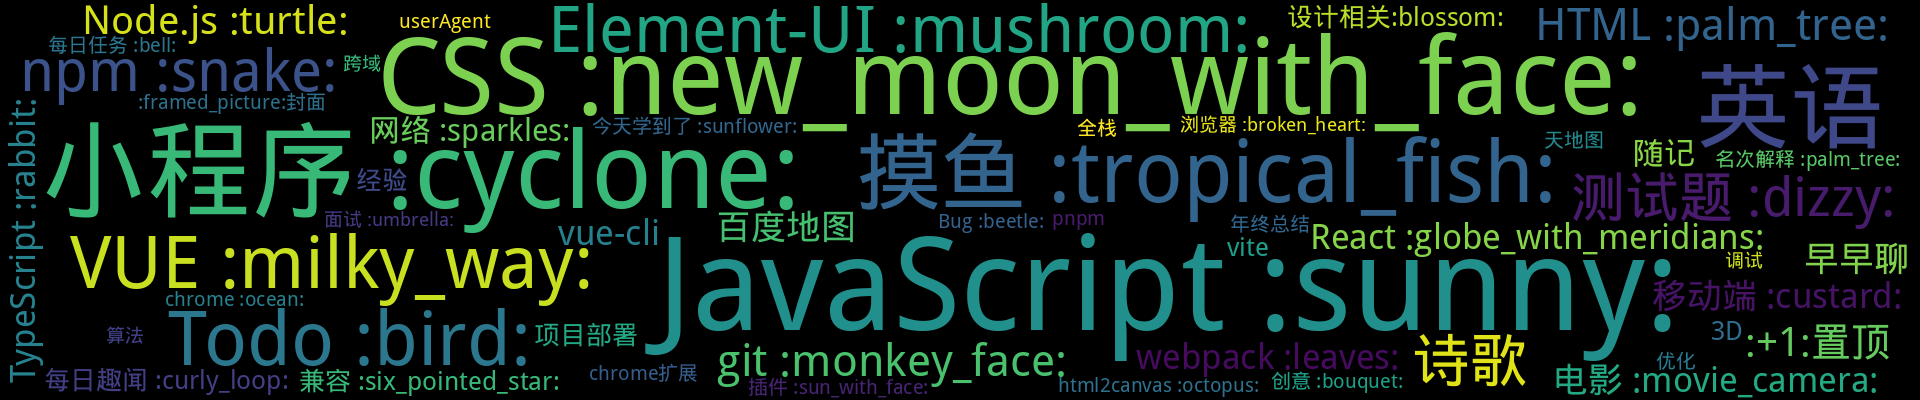 Node.js :turtle:
userAgent
Element-UI :mushroom:
设计相关:blossom:
HTML :palm_tree:
每日任务 :bell:
npm :snake:
跨域
CSS :new_moon_with_face:
英语
:framed_picture:封面
网络 :sparkles:
今天学到了 :sunflower:
全栈
浏览器 :broken_heart:
天地图
随记
名次解释 :palm_tree:
TypeScript :rabbit:
小程序 :cyclone:
经验
摸鱼 :tropical_fish:
测试题 :dizzy:
面试 :umbrella:
vue-cli
百度地图
Bug :beetle:
pnpm
年终总结
vite
React :globe_with_meridians:
调试
早早聊
VUE :milky_way:
JavaScript :sunny:
移动端 :custard:
chrome :ocean:
算法
Todo :bird:
项目部署
git :monkey_face:
webpack :leaves:
诗歌
3D
:+1:置顶
优化
每日趣闻 :curly_loop:
兼容 :six_pointed_star:
chrome扩展
插件 :sun_with_face:
html2canvas :octopus:
创意 :bouquet:
电影 :movie_camera: